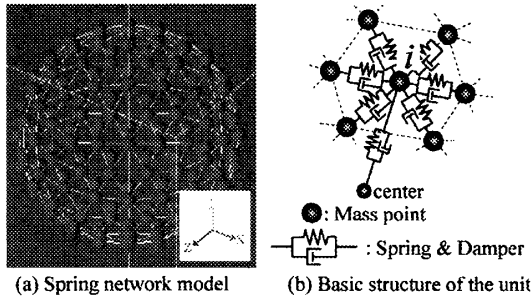 i
center
: Mass point
: Spring & Damper
(a) Spring network model
(b) Basic structure of the unit